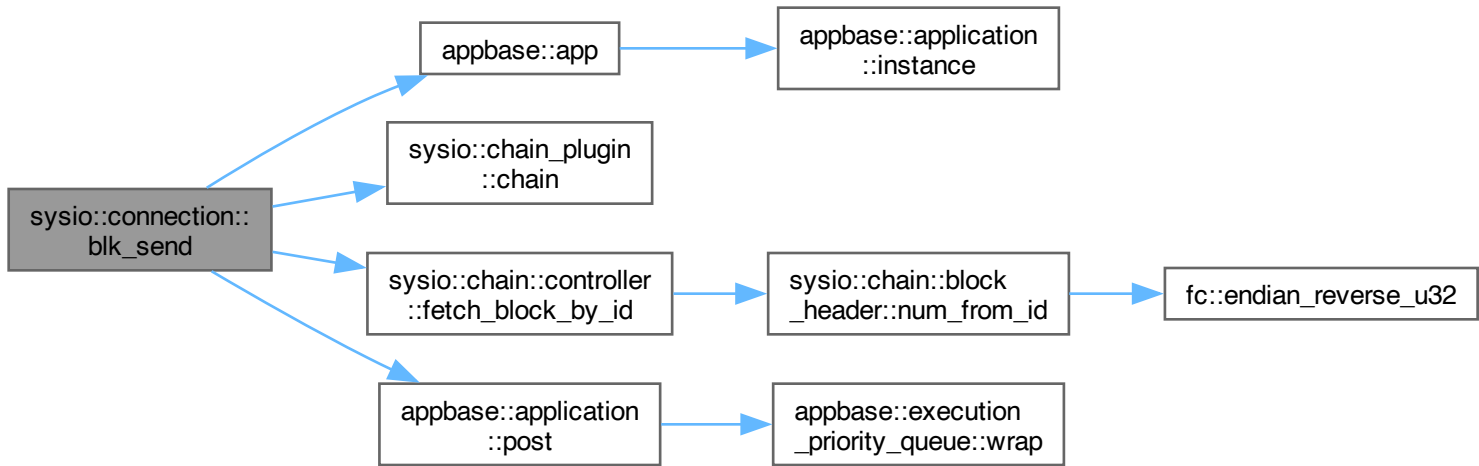 sysio::connection::
blk_send
appbase::app
appbase::application
::instance
sysio::chain_plugin
::chain
sysio::chain::controller
::fetch_block_by_id
sysio::chain::block
_header::num_from_id
fc::endian_reverse_u32
appbase::application
::post
appbase::execution
_priority_queue::wrap